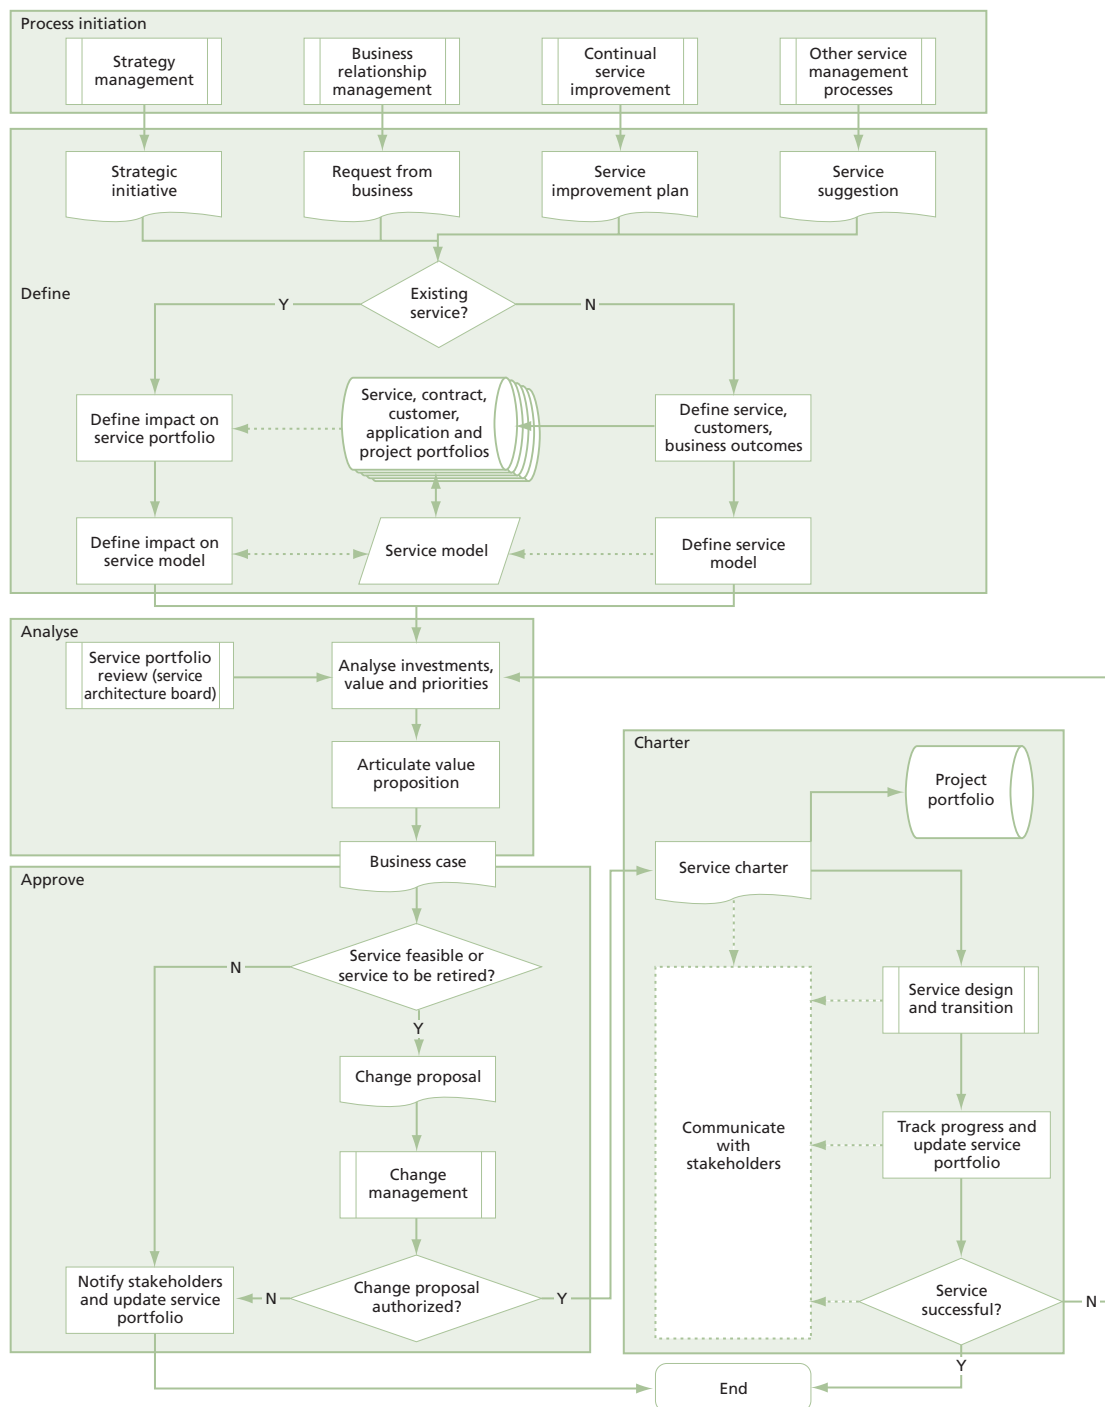 Process initiation
Strategy
management
Business
relationship
management
Continual
service
improvement
Other service
management
processes
Strategic
initiative
Request from
business
Service
improvement plan
Service
suggestion
Define
Existing
service?
Y
N
Define impact on
service portfolio
Service, contract,
customer,
application and
project portfolios
Define service,
customers,
business outcomes
Define impact on
service model
Service model
Define service
model
Analyse
Service portfolio
review (service
architecture board)
Analyse investments,
value and priorities
Articulate value
proposition
Business case
Approve
Service feasible or
service to be retired?
N
Y
Change proposal
Change
management
Change proposal
authorized?
N
Y
Notify stakeholders
and update service
portfolio
Charter
Project
portfolio
Service charter
Service design
and transition
Communicate
with
stakeholders
Track progress and
update service
portfolio
Service
successful?
N
Y
End